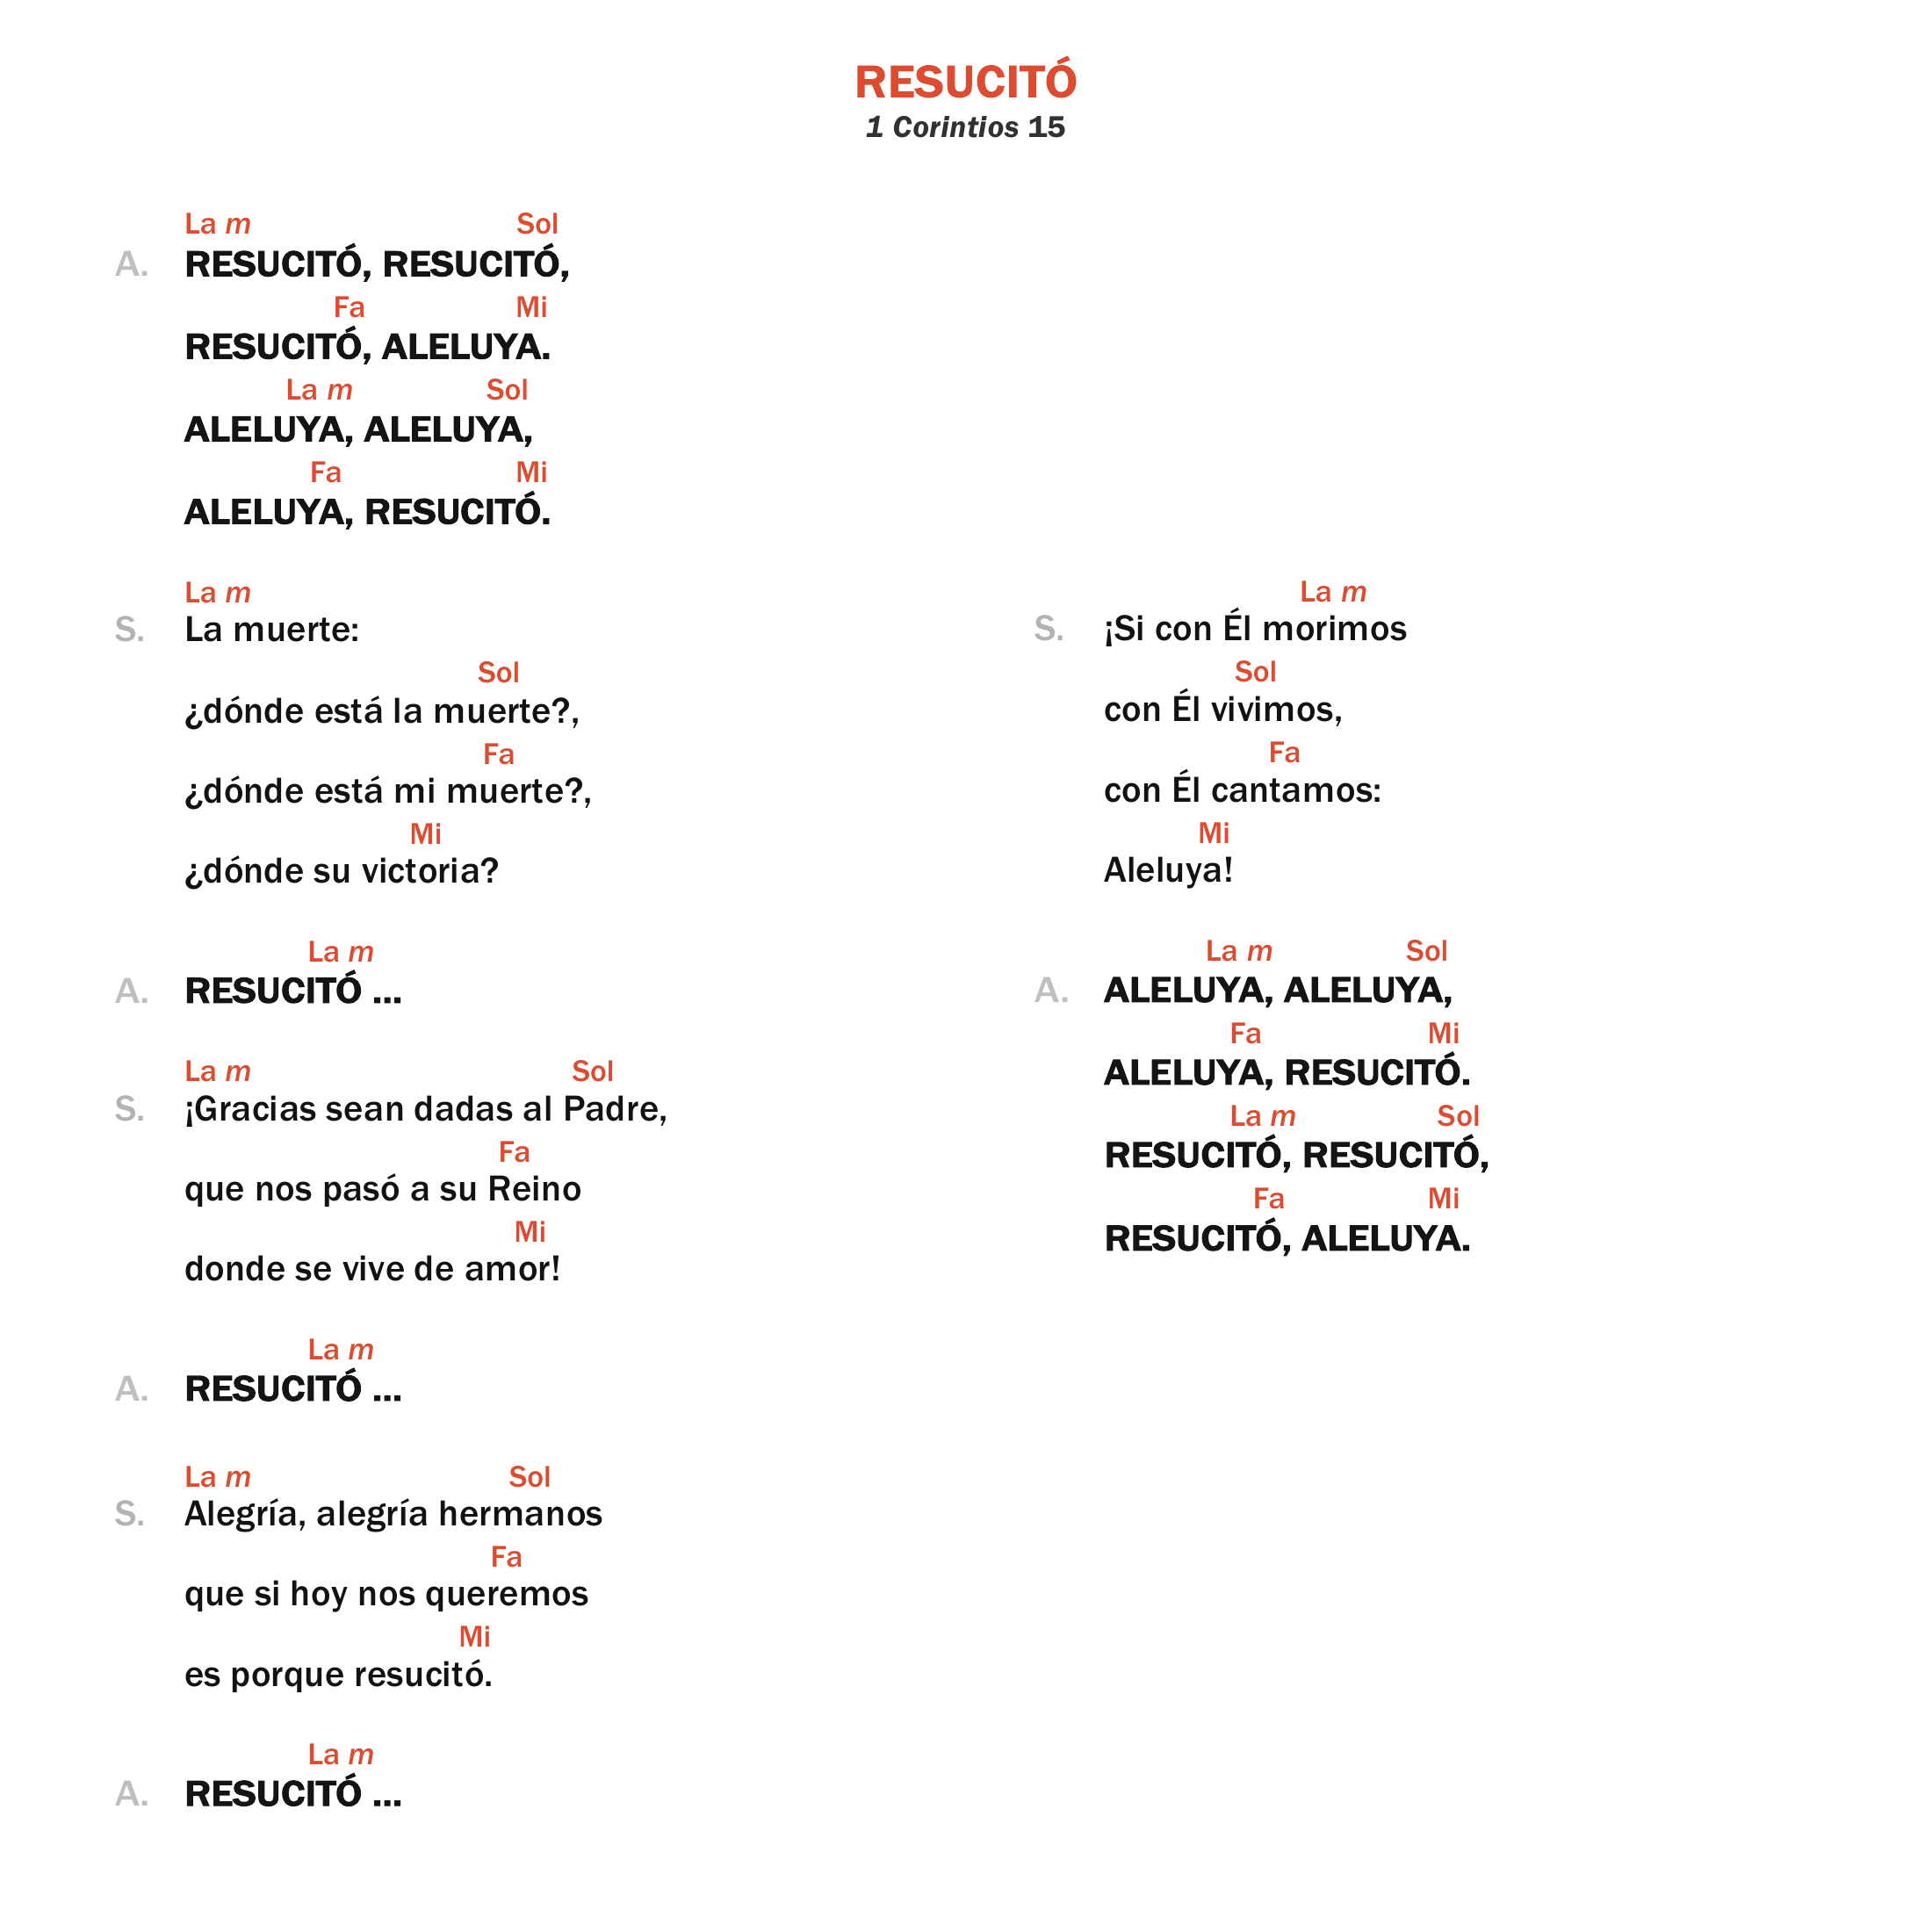 RESUCITÓ
1 Corintios 15
La m Sol
A. RESUCITÓ, RESUCITÓ,
Fa Mi
RESUCITÓ, ALELUYA.
La m Sol
ALELUYA, ALELUYA,
Fa Mi
ALELUYA, RESUCITÓ.
La m
S. La muerte:
Sol
¿dónde está la muerte?,
Fa
¿dónde está mi muerte?,
Mi
¿dónde su victoria?
La m
A. RESUCITÓ ...
La m Sol
S. ¡Gracias sean dadas al Padre,
Fa
que nos pasó a su Reino
Mi
donde se vive de amor!
La m
A. RESUCITÓ ...
La m Sol
S. Alegría, alegría hermanos
Fa
que si hoy nos queremos
Mi
es porque resucitó.
La m
A. RESUCITÓ ...
La m
S. ¡Si con Él morimos
Sol
con Él vivimos,
Fa
con Él cantamos:
Mi
Aleluya!
La m Sol
A. ALELUYA, ALELUYA,
Fa Mi
ALELUYA, RESUCITÓ.
La m Sol
RESUCITÓ, RESUCITÓ,
Fa Mi
RESUCITÓ, ALELUYA.